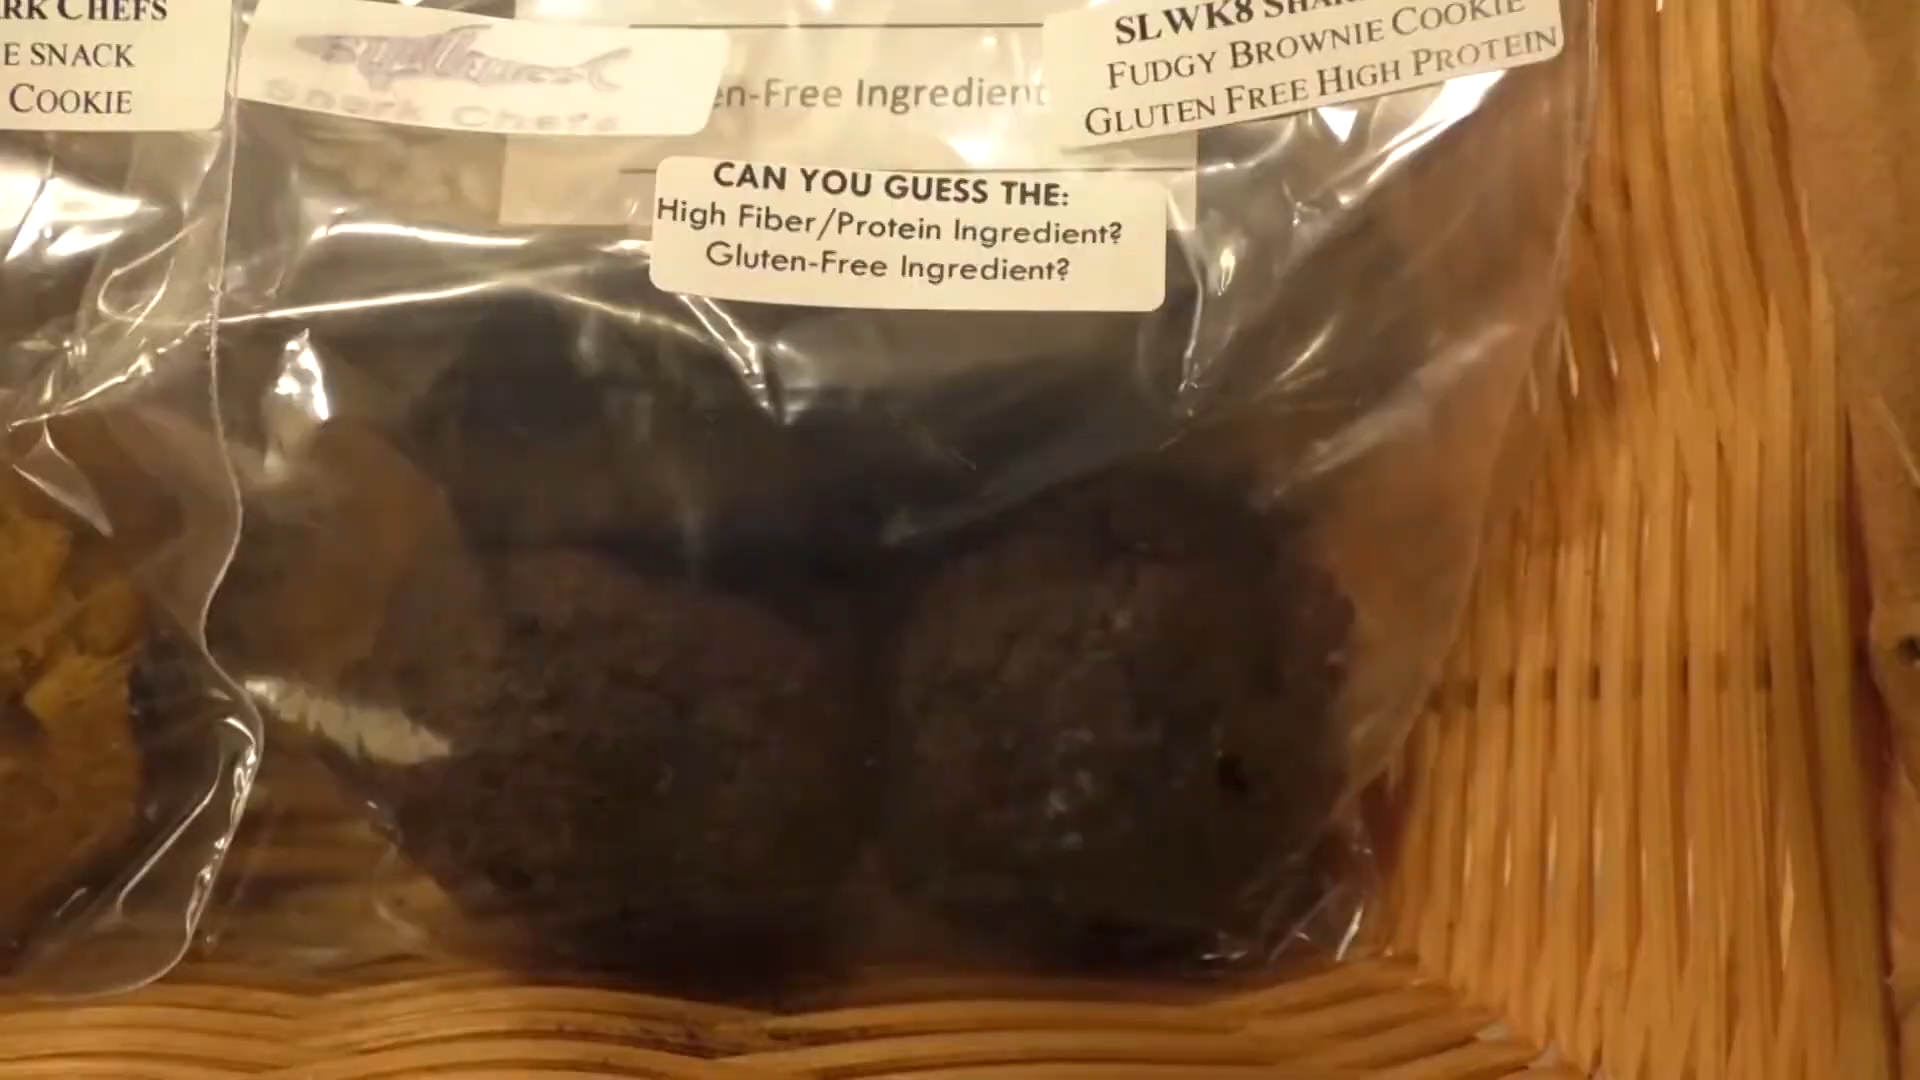 RK CHEFS
E SNACK
COOKIE
Shark Chefs
en-Free Ingredient
SLWK8 SHAR
FUDGY BROWNIE COOKIE
GLUTEN FREE HIGH PROTEIN
CAN YOU GUESS THE:
High Fiber/Protein Ingredient?
Gluten-Free Ingredient?